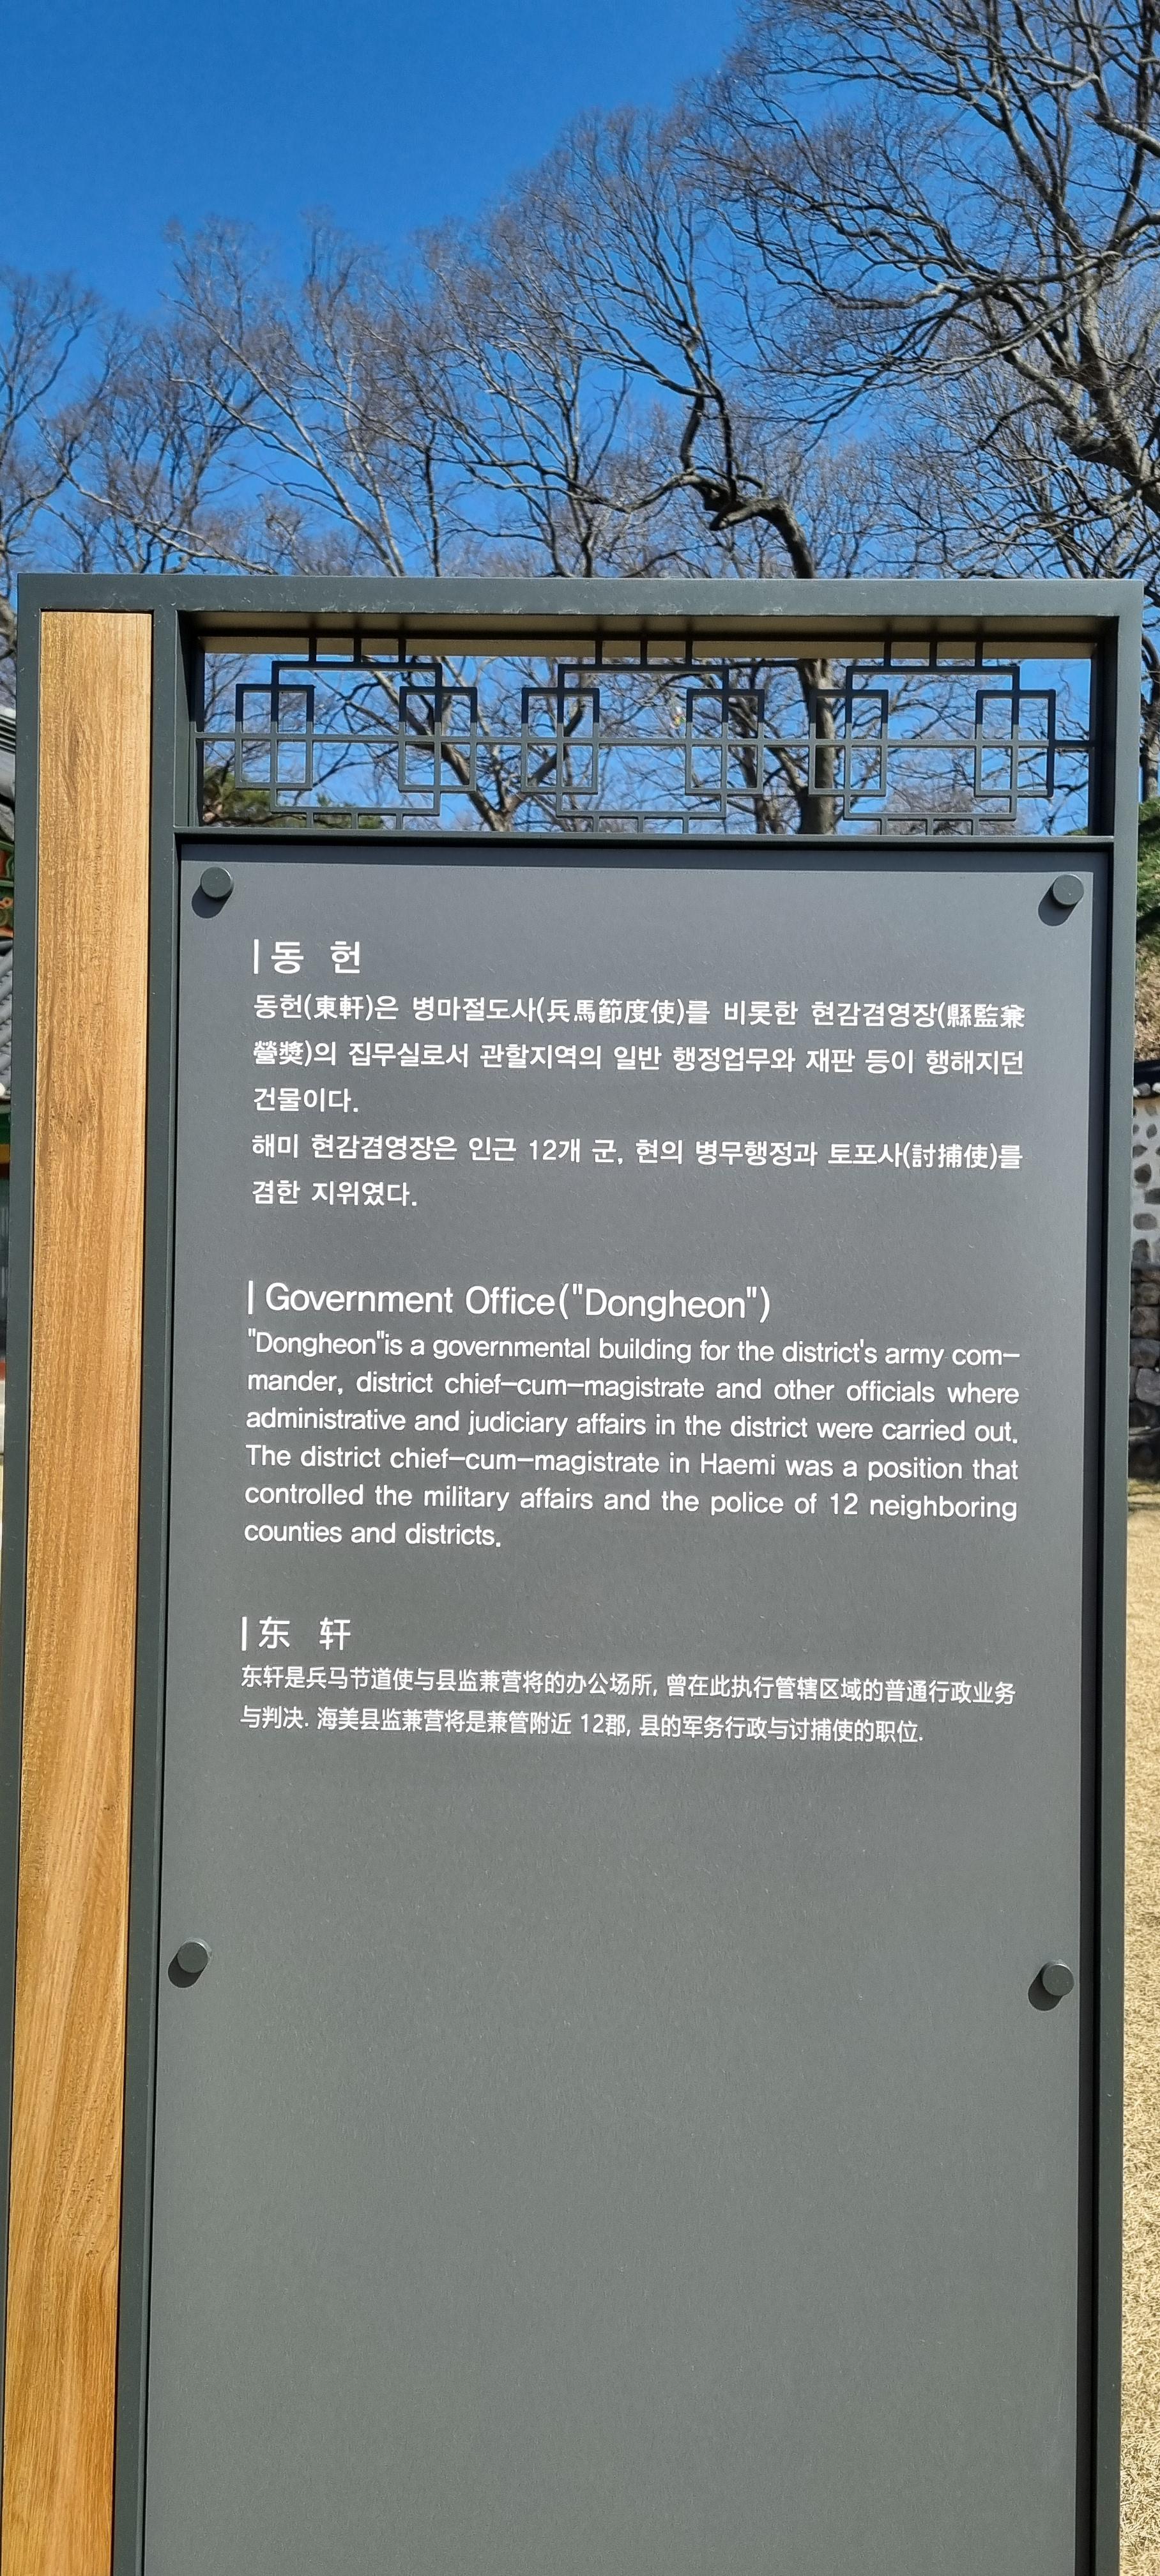 동 헌
동헌(東軒)은 병마절도사(兵馬節度使)를 비롯한 현감겸영장(縣監兼
營奬)의 집무실로서 관할지역의 일반 행정업무와 재판 등이 행해지던
건물이다.
해미 현감겸영장은 인근 12개 군, 현의 병무행정과 토포사(討捕使)를
겸한 지위였다.
Government Office("Dongheon")
"Dongheon"is a governmental building for the district's army com-
mander, district chief-cum-magistrate and other officials where
administrative and judiciary affairs in the district were carried out.
The district chief-cum-magistrate in Haemi was a position that
controlled the military affairs and the police of 12 neighboring
counties and districts.
东 轩
东轩是兵马节道使与县监兼营将的办公场所, 曾在此执行管辖区域的普通行政业务
与判决. 海美县监兼营将是兼管附近 12郡, 县的军务行政与讨捕使的职位.